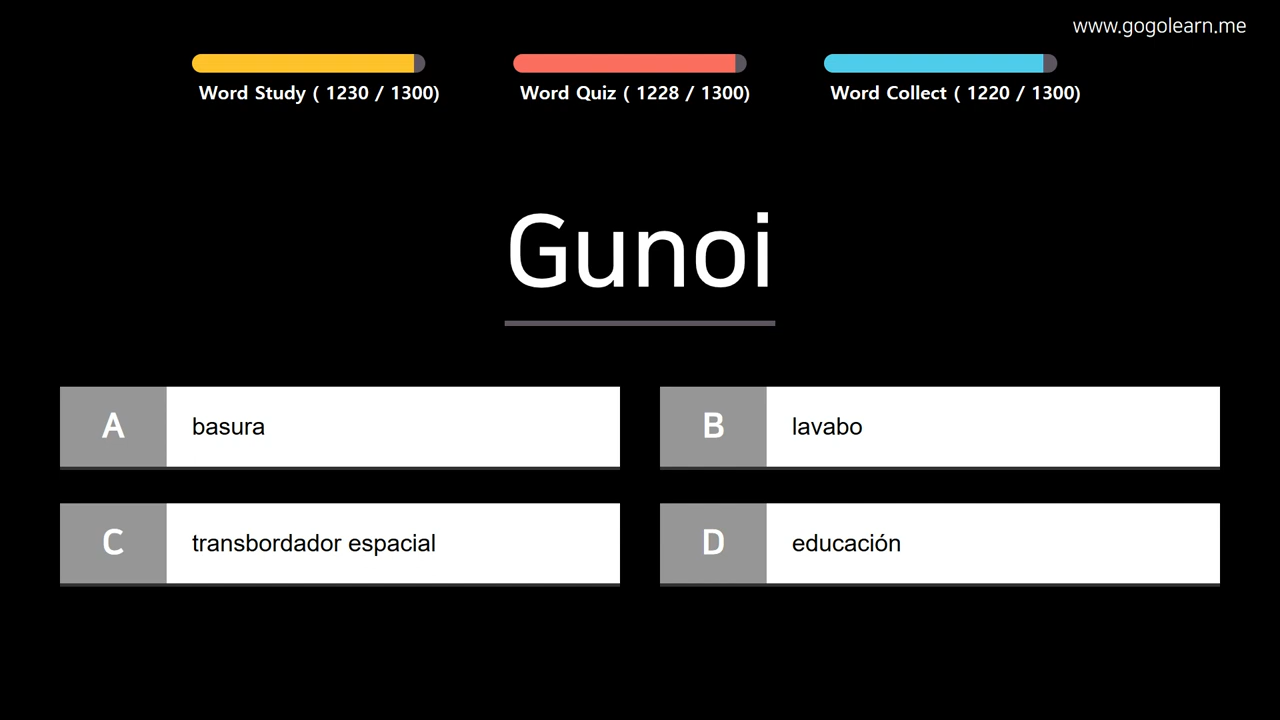 www.gogolearn.me
Word Study ( 1230 / 1300)
Word Quiz ( 1228 / 1300)
Word Collect ( 1220 / 1300)
Gunoi
A basura
B lavabo
C transbordador espacial
D educación